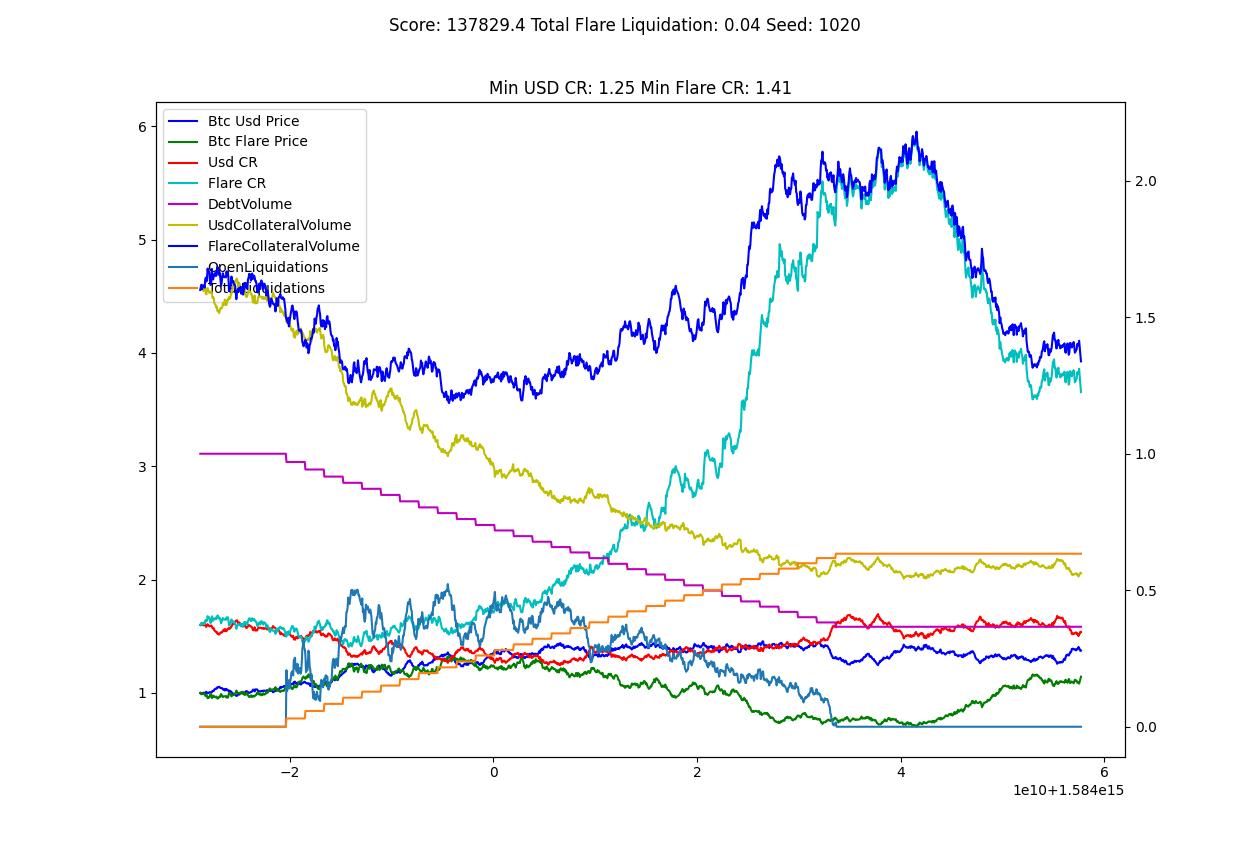 Score: 137829.4 Total Flare Liquidation: 0.04 Seed: 1020
Min USD CR: 1.25 Min Flare CR: 1.41
Btc Usd Price
Btc Flare Price
Usd CR
Flare CR
DebtVolume
UsdCollateralVolume
FlareCollateralVolume
OpenLiquidations
TotLiquidations
6
5
4
3
2
1
2.0
1.5
1.0
0.5
0.0
−2
0
2
4
6
1e10+1.584e15